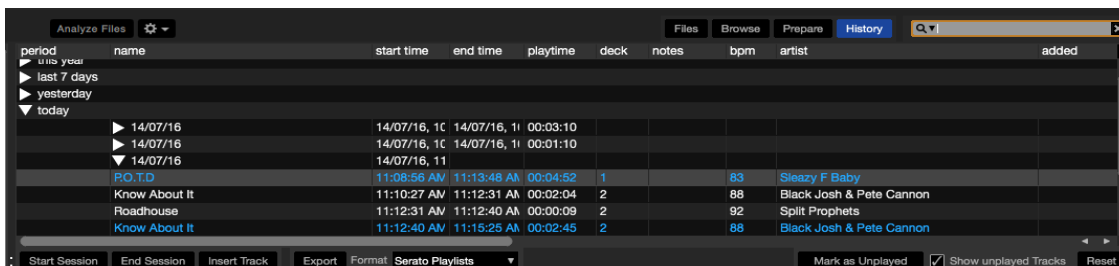 Analyze Files Files Browse Prepare History
period name start time end time playtime deck notes bpm artist added
this year
last 7 days
yesterday
today
14/07/16 14/07/16, 10 14/07/16, 1 00:03:10
14/07/16 14/07/16, 10 14/07/16, 1 00:01:10
14/07/16 14/07/16, 11
P.O.T.D 11:08:56 AM 11:13:48 AM 00:04:52 1 83 Sleazy F Baby
Know About It 11:10:27 AM 11:12:31 AM 00:02:04 2 88 Black Josh & Pete Cannon
Roadhouse 11:12:31 AM 11:12:40 AM 00:00:09 2 92 Split Prophets
Know About It 11:12:40 AM 11:15:25 AM 00:02:45 2 88 Black Josh & Pete Cannon
Start Session End Session Insert Track Export Format Serato Playlists Mark as Unplayed Show unplayed Tracks Reset